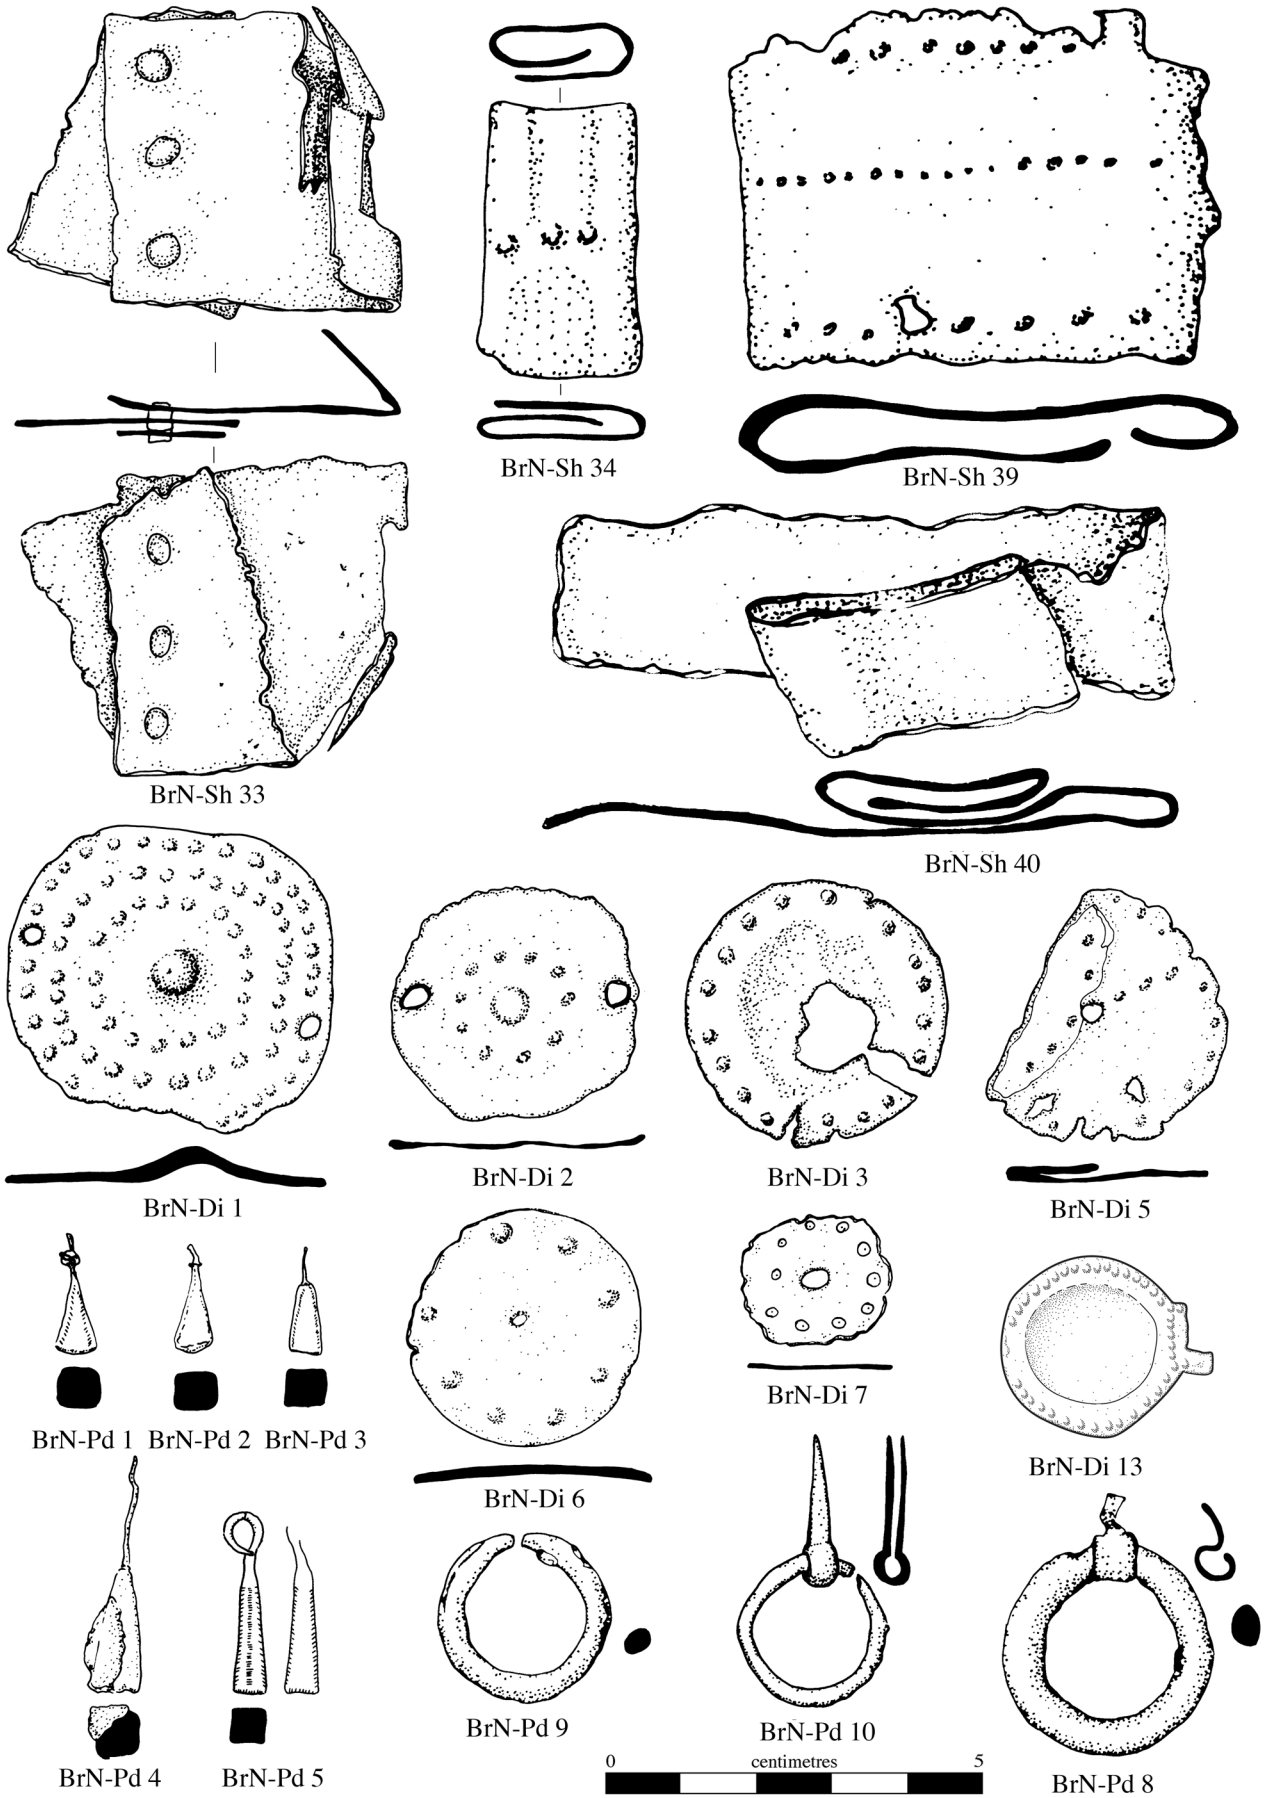 BrN-Sh 34
BrN-Sh 39
BrN-Sh 33
BrN-Sh 40
BrN-Di 1
BrN-Di 2
BrN-Di 3
BrN-Di 5
BrN-Pd 1 BrN-Pd 2 BrN-Pd 3
BrN-Di 6
BrN-Di 7
BrN-Di 13
BrN-Pd 4
BrN-Pd 5
BrN-Pd 9
BrN-Pd 10
BrN-Pd 8
0 centimetres 5